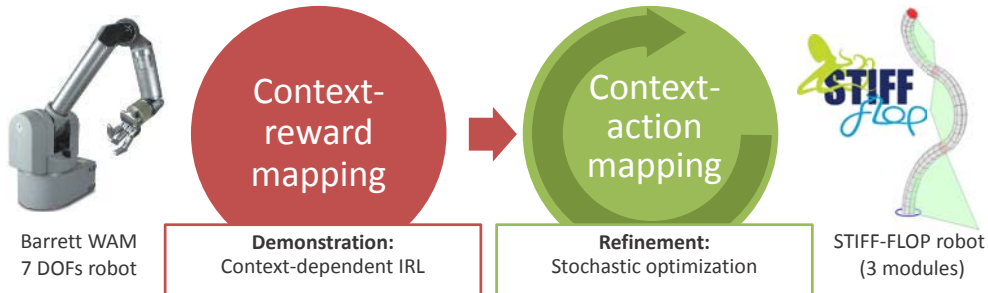 Context-
reward
mapping
Context-
action
mapping
STIFF
FLOP
Barrett WAM
7 DOFs robot
Demonstration:
Context-dependent IRL
Refinement:
Stochastic optimization
STIFF-FLOP robot
(3 modules)